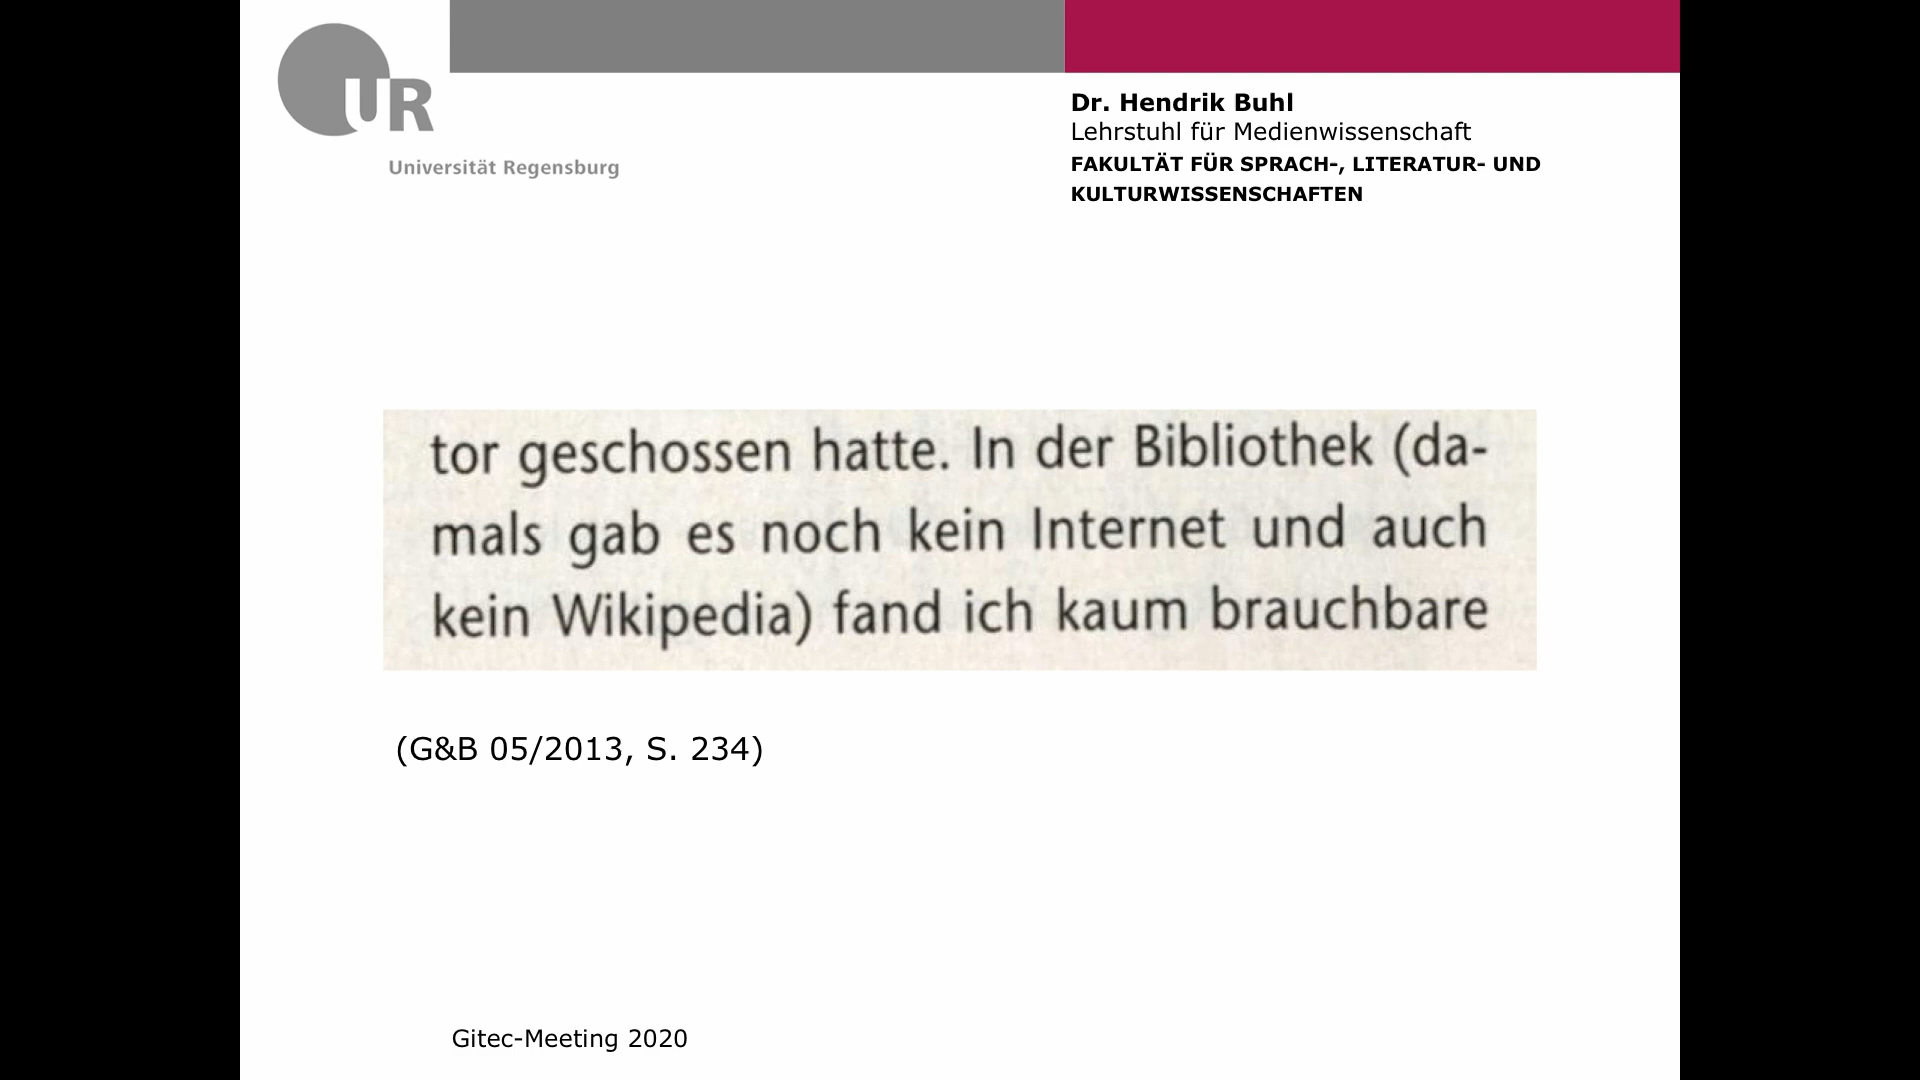 UR
Universität Regensburg
Dr. Hendrik Buhl
Lehrstuhl für Medienwissenschaft
FAKULTÄT FÜR SPRACH-, LITERATUR- UND
KULTURWISSENSCHAFTEN
tor geschossen hatte. In der Bibliothek (da-
mals gab es noch kein Internet und auch
kein Wikipedia) fand ich kaum brauchbare
(G&B 05/2013, S. 234)
Gitec-Meeting 2020